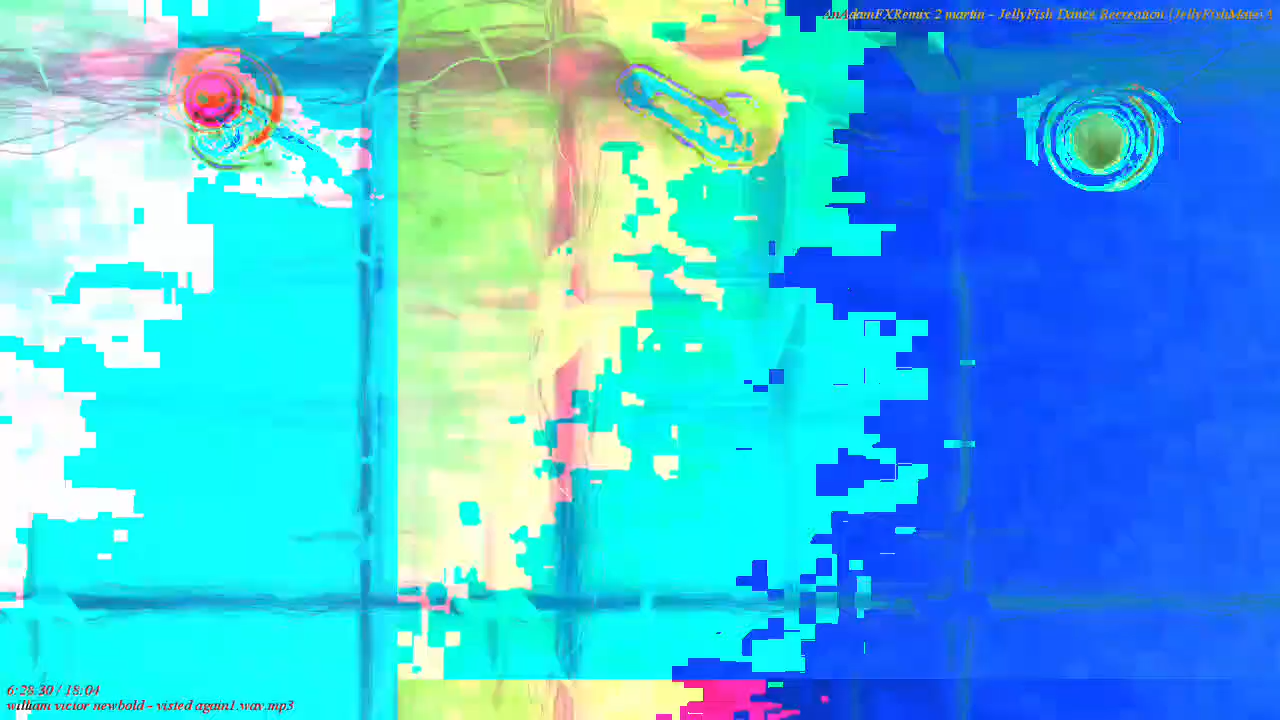 AnAdamFXRemix 2 martin - JellyFish Dance Recreation [JellyFishMates A
6:28.30 / 18:04
william victor newbold - visted again1.wav.mp3